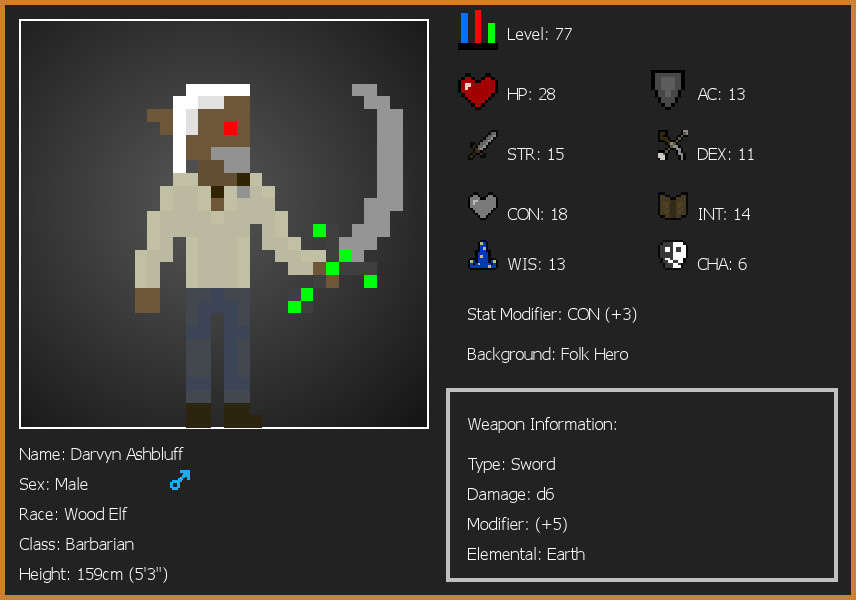 Level: 77
HP: 28
AC: 13
STR: 15
DEX: 11
CON: 18
INT: 14
WIS: 13
CHA: 6
Stat Modifier: CON (+3)
Background: Folk Hero
Weapon Information:
Type: Sword
Damage: d6
Modifier: (+5)
Elemental: Earth
Name: Darvyn Ashbluff
Sex: Male
Race: Wood Elf
Class: Barbarian
Height: 159cm (5'3")